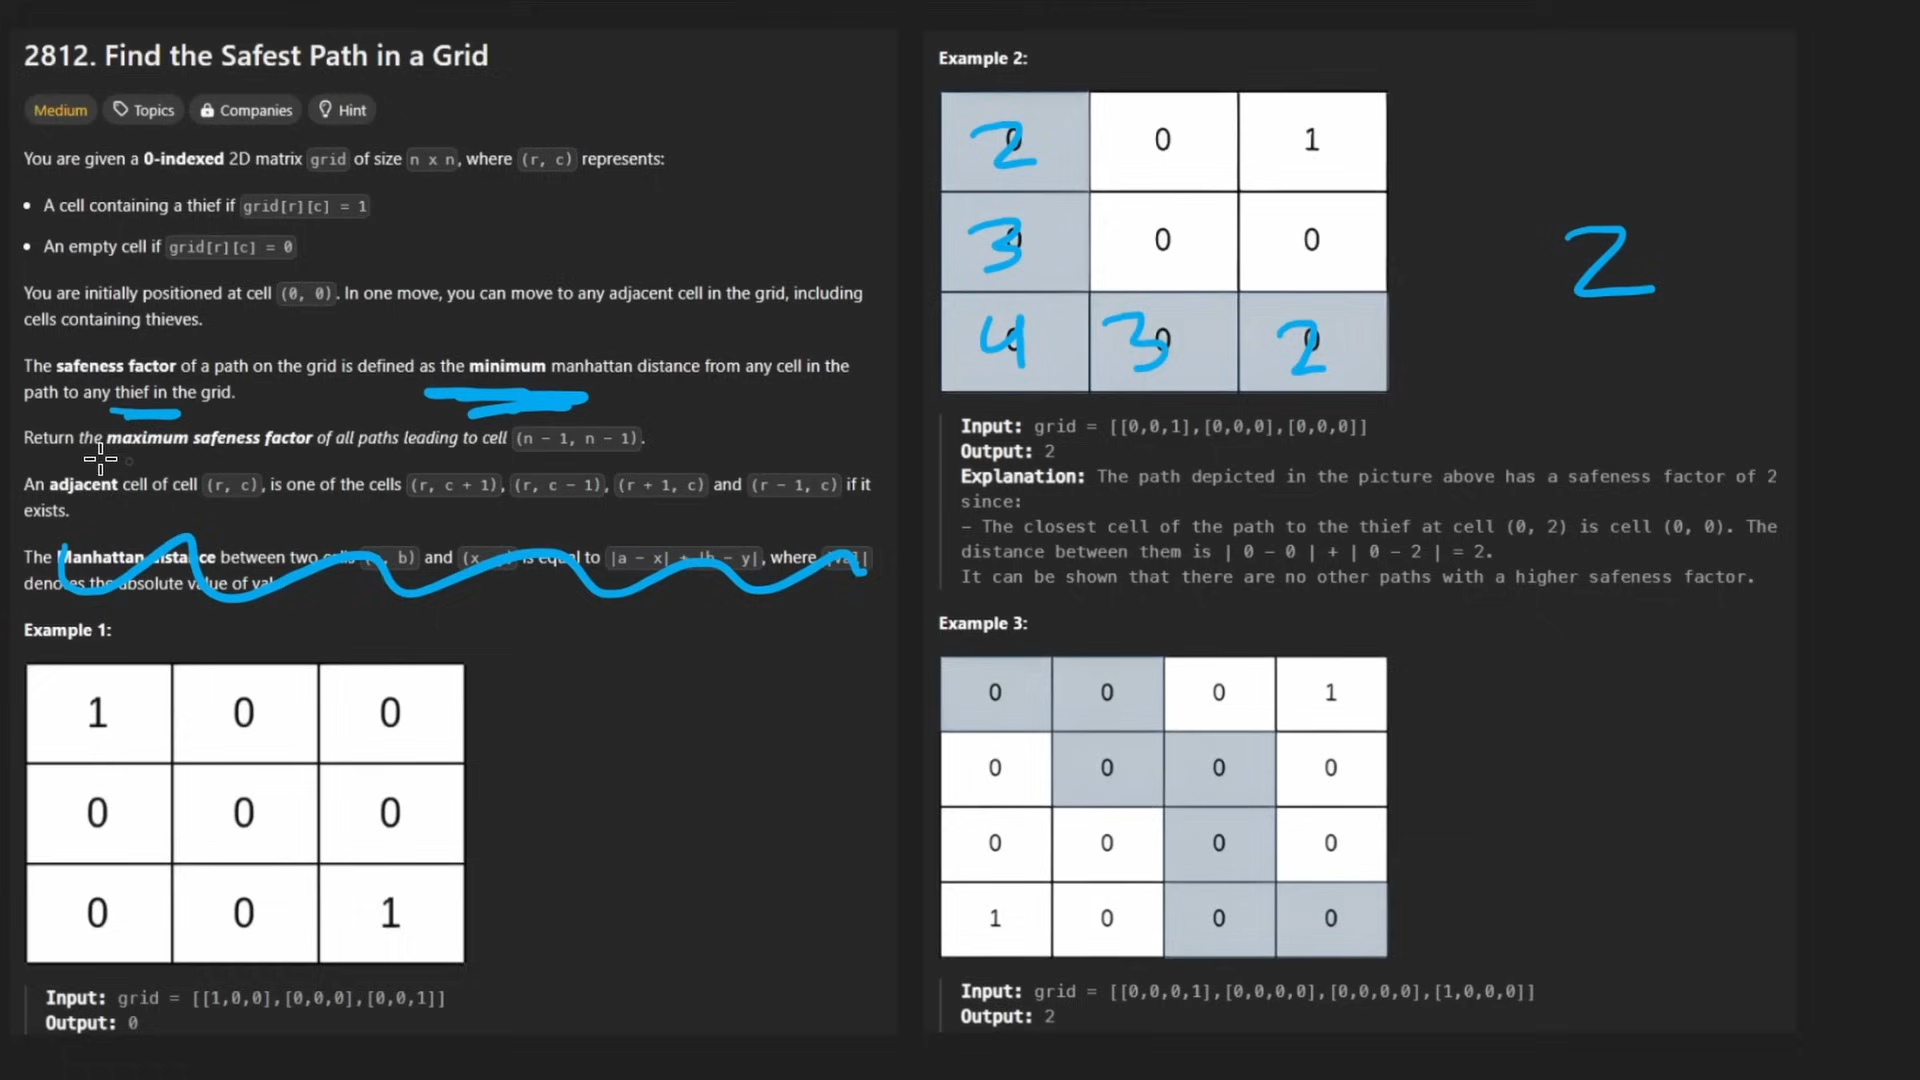 2812. Find the Safest Path in a Grid
Medium Topics Companies Hint
You are given a 0-indexed 2D matrix grid of size n x n, where (r, c) represents:
• A cell containing a thief if grid[r][c] = 1
• An empty cell if grid[r][c] = 0
You are initially positioned at cell (0, 0). In one move, you can move to any adjacent cell in the grid, including
cells containing thieves.
The safeness factor of a path on the grid is defined as the minimum manhattan distance from any cell in the
path to any thief in the grid.
Return the maximum safeness factor of all paths leading to cell (n - 1, n - 1).
An adjacent cell of cell (r, c), is one of the cells (r, c + 1), (r, c - 1), (r + 1, c) and (r - 1, c) if it
exists.
The Manhattan distance between two b) and (x is equal to |a - x| + |b - y|, where
denotes the absolute value of
Example 1:
1 0 0
0 0 0
0 0 1
Input: grid = [[1,0,0],[0,0,0],[0,0,1]]
Output: 0
Example 2:
2 0 1
3 0 0
4 3 2
2
Input: grid = [[0,0,1],[0,0,0],[0,0,0]]
Output: 2
Explanation: The path depicted in the picture above has a safeness factor of 2
since:
- The closest cell of the path to the thief at cell (0, 2) is cell (0, 0). The
distance between them is | 0 - 0 | + | 0 - 2 | = 2.
It can be shown that there are no other paths with a higher safeness factor.
Example 3:
0 0 0 1
0 0 0 0
0 0 0 0
1 0 0 0
Input: grid = [[0,0,0,1],[0,0,0,0],[0,0,0,0],[1,0,0,0]]
Output: 2